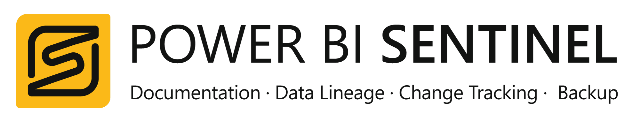 POWER BI SENTINEL
Documentation · Data Lineage · Change Tracking · Backup